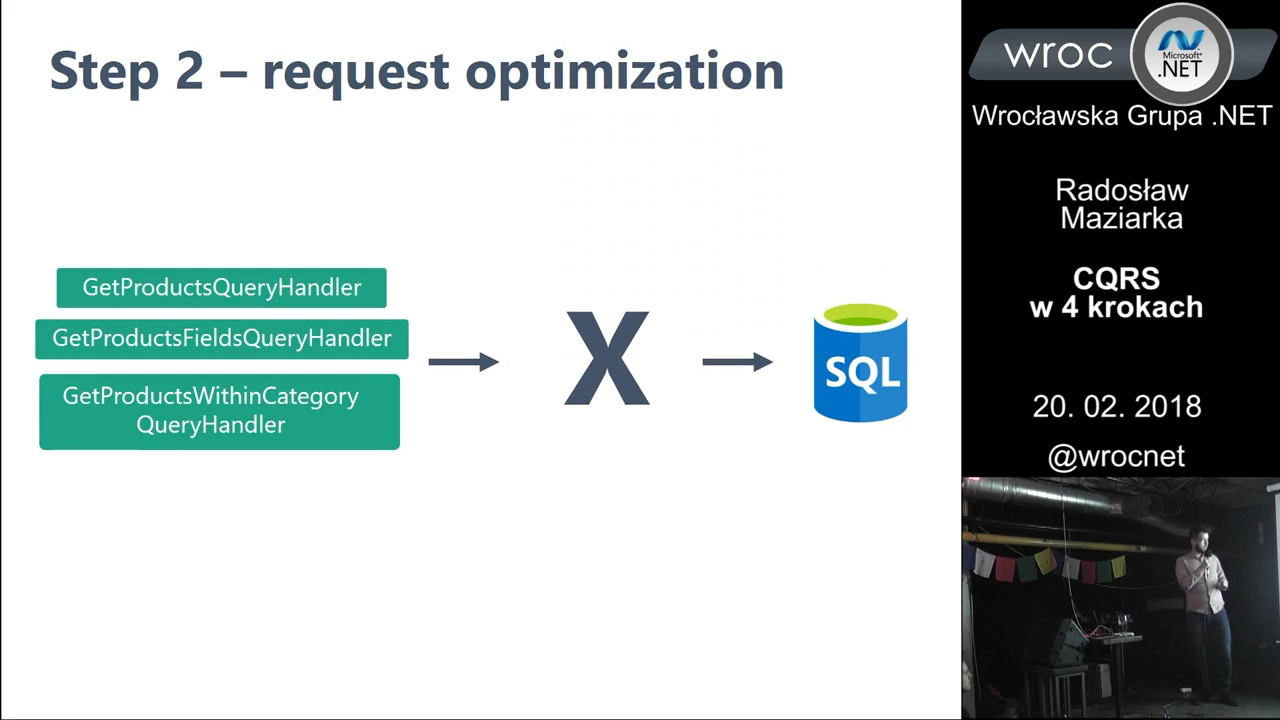 Step 2 – request optimization
GetProductsQueryHandler
GetProductsFieldsQueryHandler
GetProductsWithinCategory
QueryHandler
X
SQL
wroc
Microsoft®
.NET
Wrocławska Grupa .NET
Radosław
Maziarka
CQRS
w 4 krokach
20. 02. 2018
@wrocnet